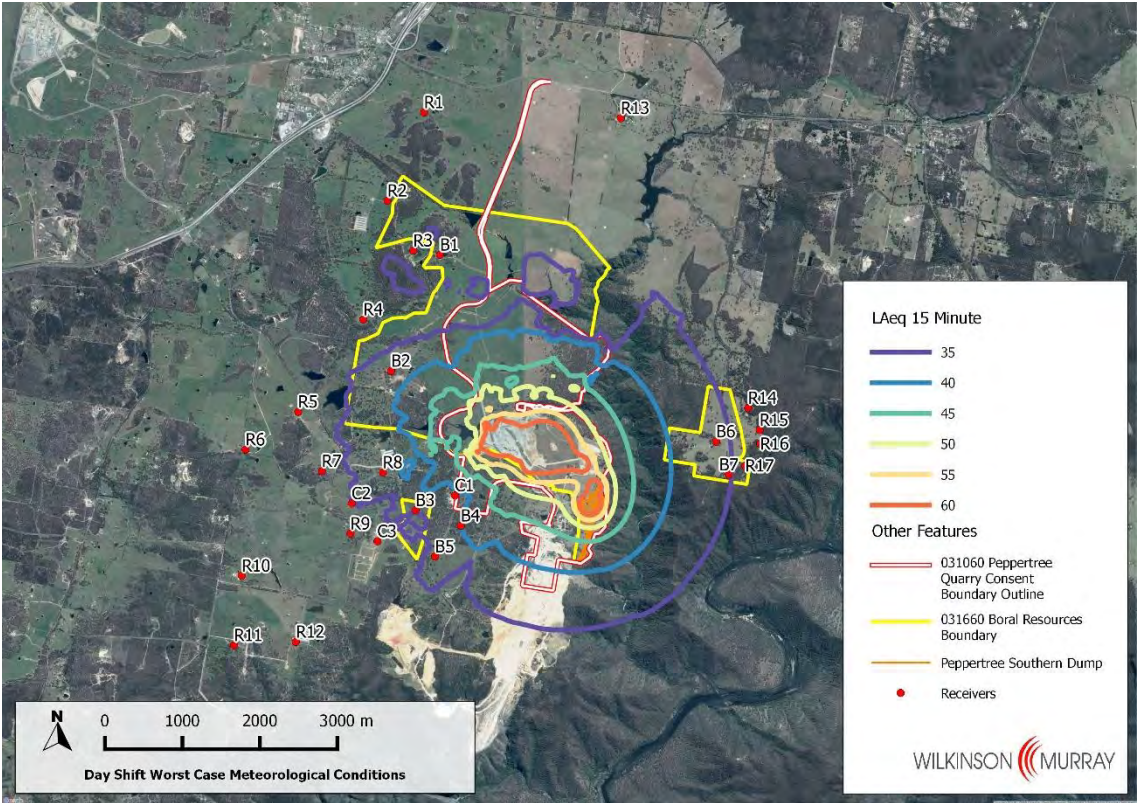 R1
R13
R2
R3
B1
R4
B2
R5
R14
R15
B6
R16
R6
R7
R8
B7
R17
C2
C1
B3
B4
R9
C3
B5
R10
R11
R12
LAeq 15 Minute
35
40
45
50
55
60
Other Features
031060 Peppertree
Quarry Consent
Boundary Outline
031660 Boral Resources
Boundary
Peppertree Southern Dump
Receivers
N
0 1000 2000 3000 m
Day Shift Worst Case Meteorological Conditions
WILKINSON MURRAY